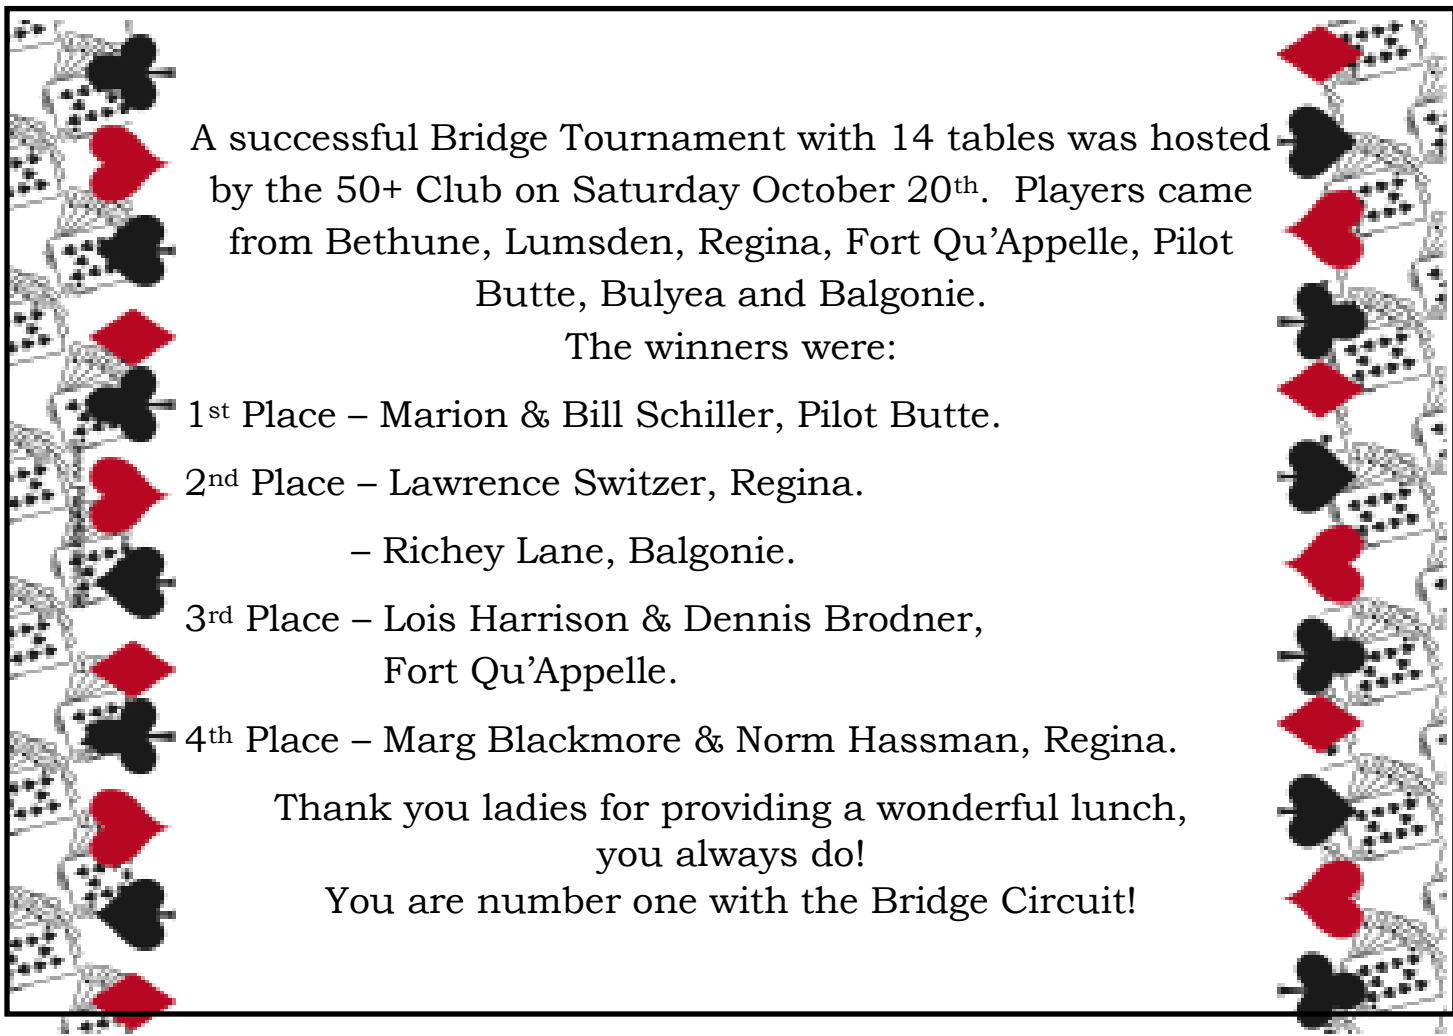 A successful Bridge Tournament with 14 tables was hosted
by the 50+ Club on Saturday October 20th.  Players came
from Bethune, Lumsden, Regina, Fort Qu’Appelle, Pilot
Butte, Bulyea and Balgonie.
The winners were:
1st Place – Marion & Bill Schiller, Pilot Butte.
2nd Place – Lawrence Switzer, Regina.
– Richey Lane, Balgonie.
3rd Place – Lois Harrison & Dennis Brodner,
Fort Qu’Appelle.
4th Place – Marg Blackmore & Norm Hassman, Regina.
Thank you ladies for providing a wonderful lunch,
you always do!
You are number one with the Bridge Circuit!